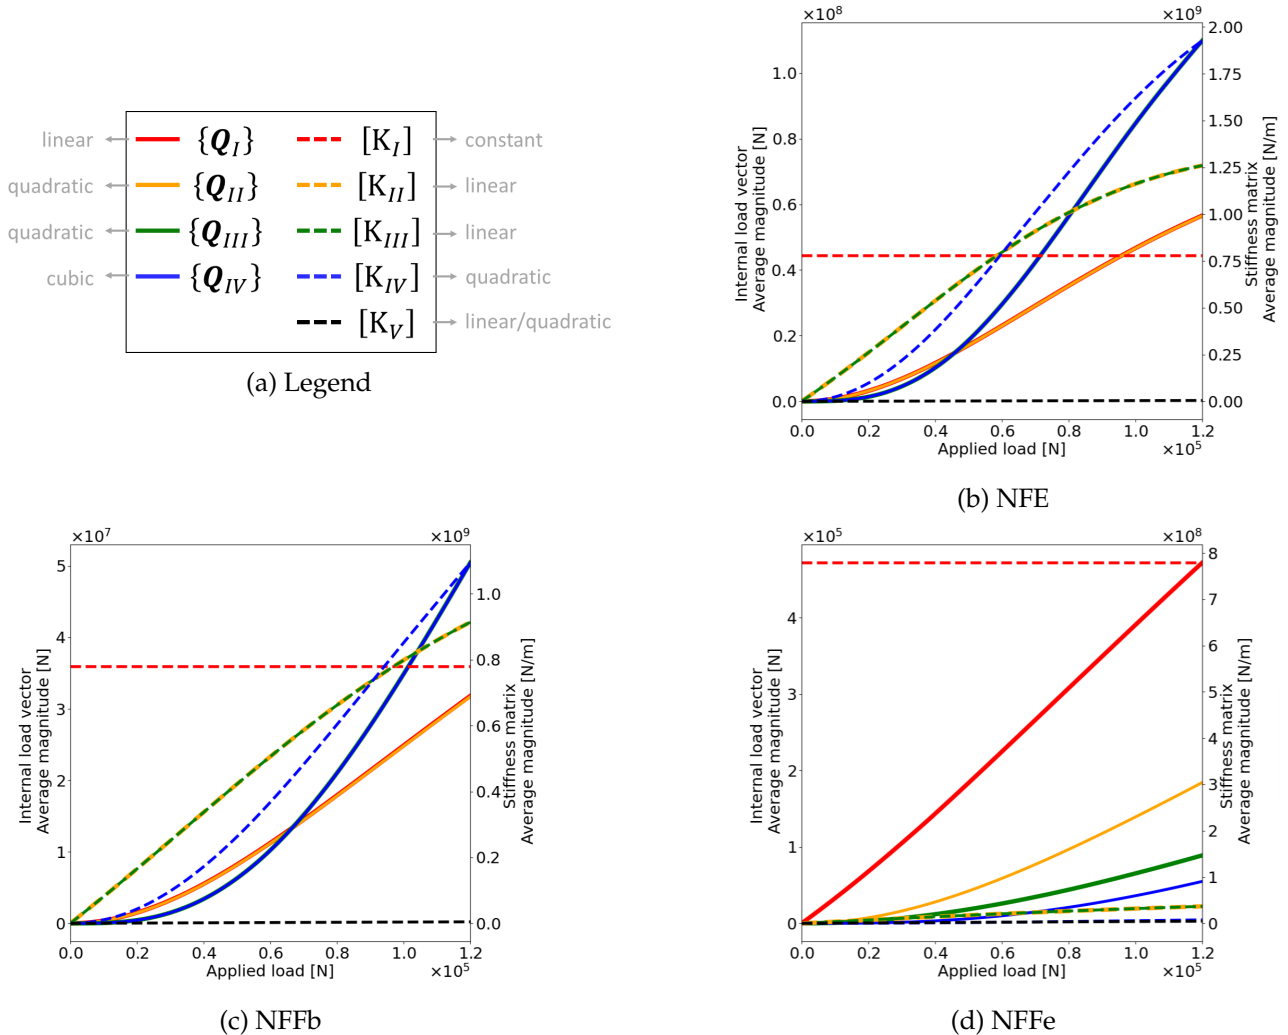 linear {Q_I} [K_I] constant
quadratic {Q_II} [K_II] linear
quadratic {Q_III} [K_III] linear
cubic {Q_IV} [K_IV] quadratic
[K_V] linear/quadratic
(a) Legend
×10^8 ×10^9
2.00
1.75
1.50
1.25
1.00
0.75
0.50
0.25
0.00
1.0
0.8
0.6
0.4
0.2
0.0
Internal load vector
Average magnitude [N]
Stiffness matrix
Average magnitude [N/m]
0.0 0.2 0.4 0.6 0.8 1.0 1.2
Applied load [N] ×10^5
(b) NFE
×10^7 ×10^9
5
4
3
2
1
0
Internal load vector
Average magnitude [N]
1.0
0.8
0.6
0.4
0.2
0.0
Stiffness matrix
Average magnitude [N/m]
0.0 0.2 0.4 0.6 0.8 1.0 1.2
Applied load [N] ×10^5
(c) NFFb
×10^5 ×10^8
4
3
2
1
0
Internal load vector
Average magnitude [N]
8
7
6
5
4
3
2
1
0
Stiffness matrix
Average magnitude [N/m]
0.0 0.2 0.4 0.6 0.8 1.0 1.2
Applied load [N] ×10^5
(d) NFFe